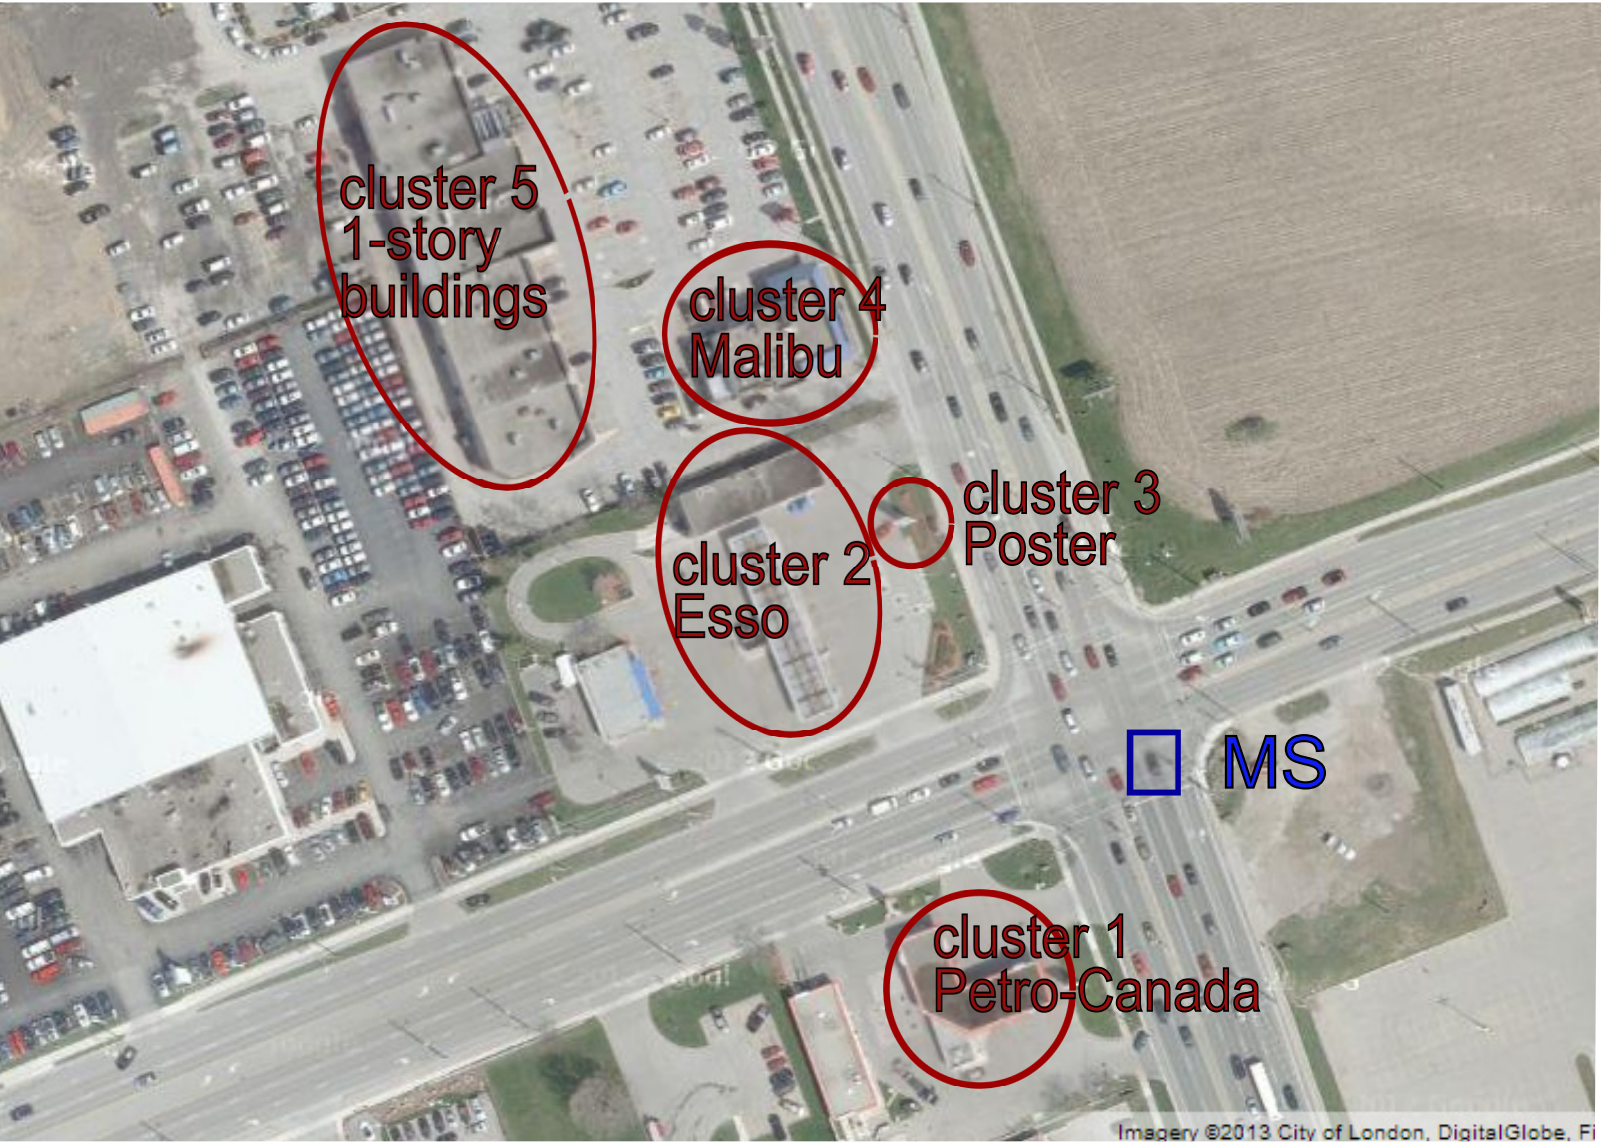 cluster 5
1-story
buildings
cluster 4
Malibu
cluster 3
Poster
cluster 2
Esso
MS
cluster 1
Petro-Canada
Imagery ©2013 City of London, DigitalGlobe, Fi